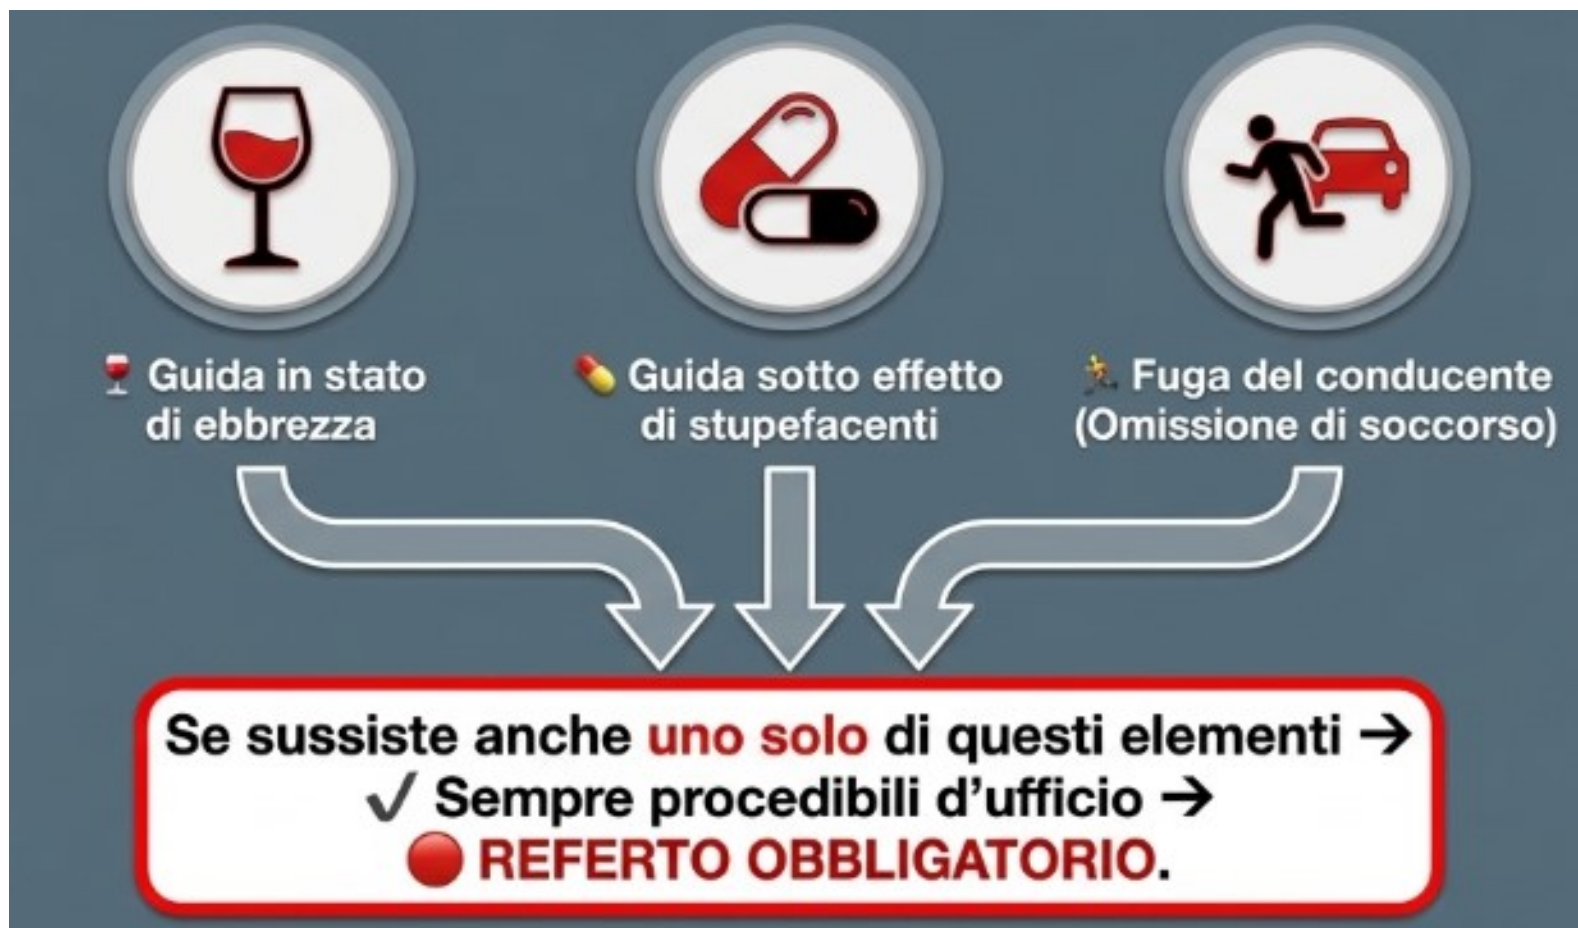 🍷 Guida in stato
di ebbrezza
💊 Guida sotto effetto
di stupefacenti
🏃 Fuga del conducente
(Omissione di soccorso)
Se sussiste anche uno solo di questi elementi →
✔ Sempre procedibili d’ufficio →
🔴 REFERTO OBBLIGATORIO.